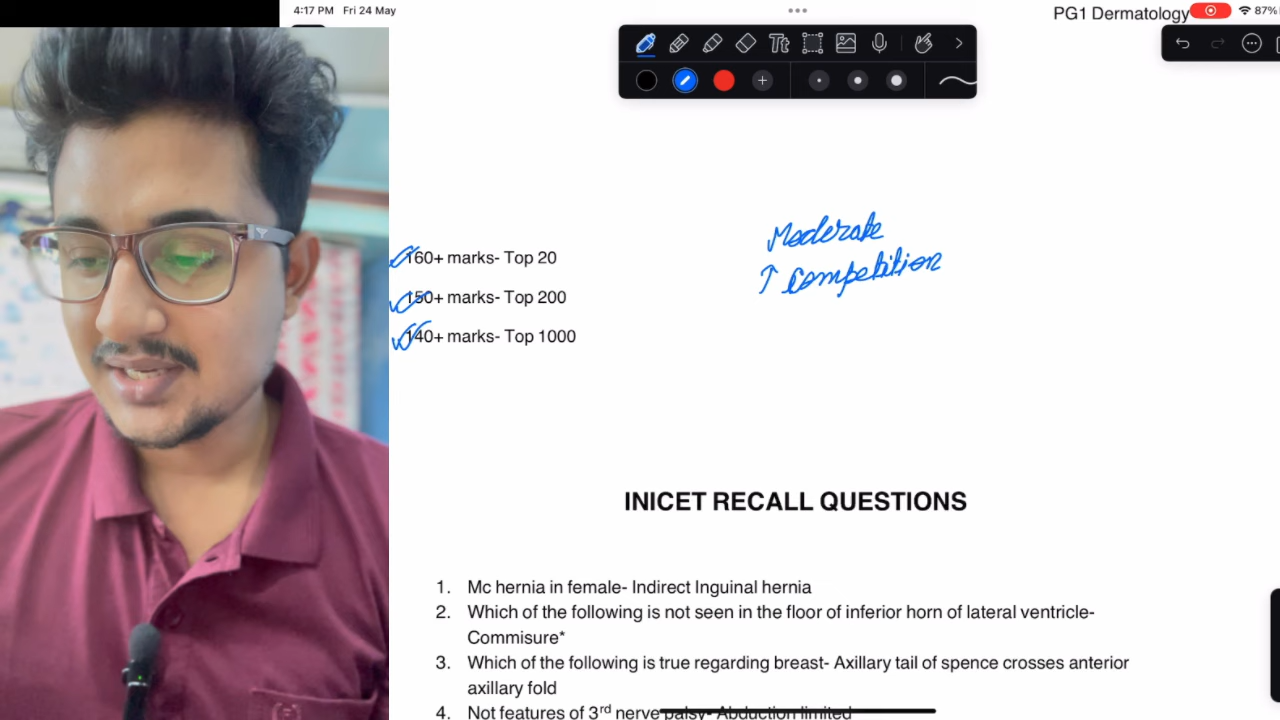 4:17 PM Fri 24 May
PG1 Dermatology
87%
Tt
Moderate
↑ competition
160+ marks- Top 20
150+ marks- Top 200
140+ marks- Top 1000
INICET RECALL QUESTIONS
1. Mc hernia in female- Indirect Inguinal hernia
2. Which of the following is not seen in the floor of inferior horn of lateral ventricle-
Commisure*
3. Which of the following is true regarding breast- Axillary tail of spence crosses anterior
axillary fold
4. Not features of 3rd nerve palsy- Abduction limited